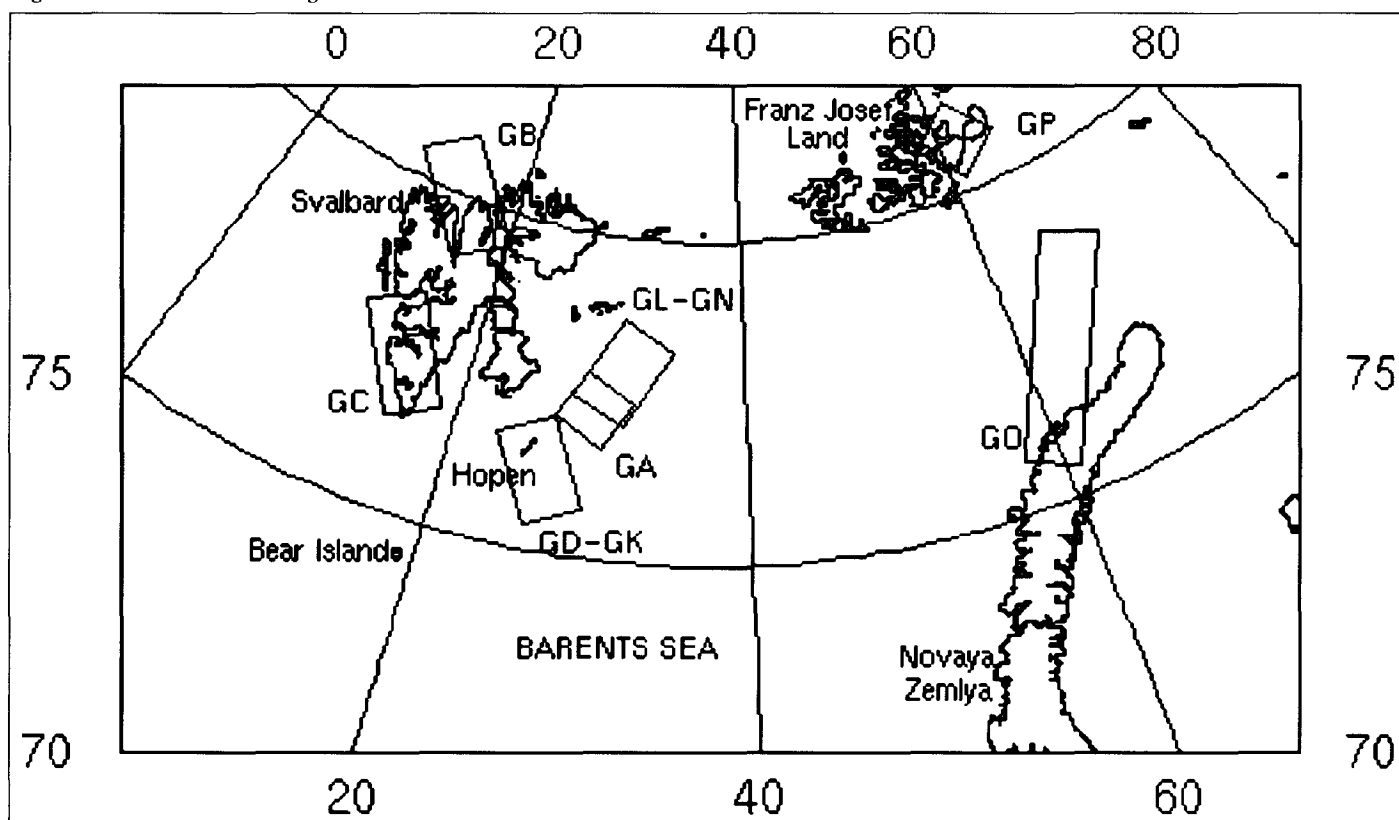 0 20 40 60 80
Franz Josef
Land
GP
GB
Svalbard
GL-GN
75 75
GC
GO
Hopen
GA
GD-GK
Bear Island
BARENTS SEA
Novaya
Zemlya
70 70
20 40 60